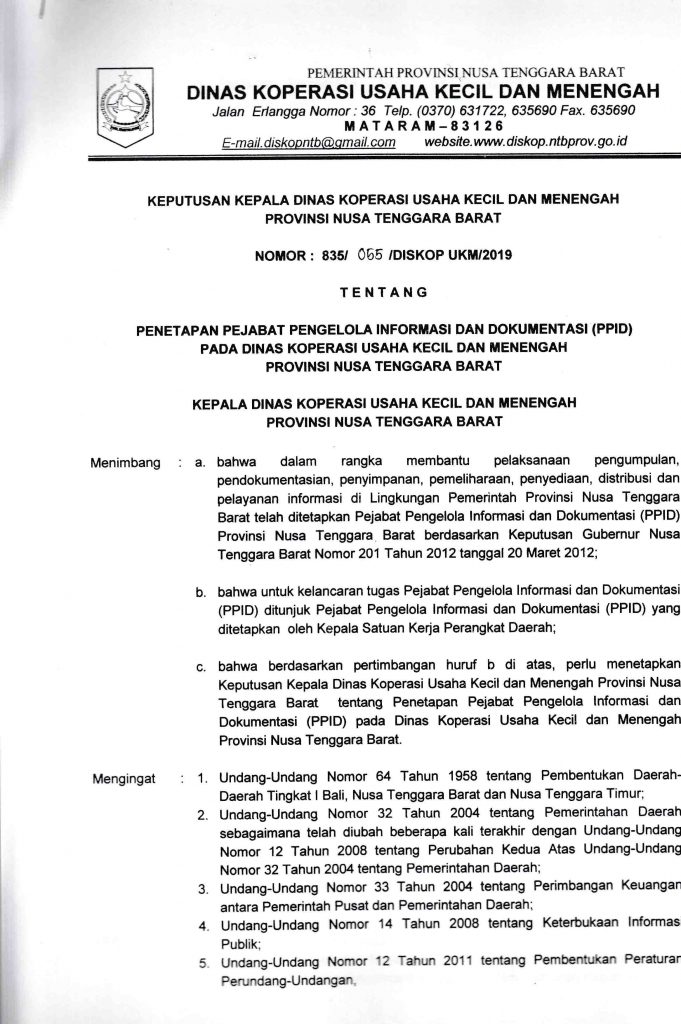 PEMERINTAH PROVINSI NUSA TENGGARA BARAT
DINAS KOPERASI USAHA KECIL DAN MENENGAH
Jalan Erlangga Nomor : 36 Telp. (0370) 631722, 635690 Fax. 635690
MATARAM – 83126
E-mail.diskopntb@gmail.com website.www.diskop.ntbprov.go.id
KEPUTUSAN KEPALA DINAS KOPERASI USAHA KECIL DAN MENENGAH
PROVINSI NUSA TENGGARA BARAT
NOMOR : 835/ 065 /DISKOP UKM/2019
TENTANG
PENETAPAN PEJABAT PENGELOLA INFORMASI DAN DOKUMENTASI (PPID)
PADA DINAS KOPERASI USAHA KECIL DAN MENENGAH
PROVINSI NUSA TENGGARA BARAT
KEPALA DINAS KOPERASI USAHA KECIL DAN MENENGAH
PROVINSI NUSA TENGGARA BARAT
Menimbang : a. bahwa dalam rangka membantu pelaksanaan pengumpulan,
pendokumentasian, penyimpanan, pemeliharaan, penyediaan, distribusi dan
pelayanan informasi di Lingkungan Pemerintah Provinsi Nusa Tenggara
Barat telah ditetapkan Pejabat Pengelola Informasi dan Dokumentasi (PPID)
Provinsi Nusa Tenggara Barat berdasarkan Keputusan Gubernur Nusa
Tenggara Barat Nomor 201 Tahun 2012 tanggal 20 Maret 2012;
b. bahwa untuk kelancaran tugas Pejabat Pengelola Informasi dan Dokumentasi
(PPID) ditunjuk Pejabat Pengelola Informasi dan Dokumentasi (PPID) yang
ditetapkan oleh Kepala Satuan Kerja Perangkat Daerah;
c. bahwa berdasarkan pertimbangan huruf b di atas, perlu menetapkan
Keputusan Kepala Dinas Koperasi Usaha Kecil dan Menengah Provinsi Nusa
Tenggara Barat tentang Penetapan Pejabat Pengelola Informasi dan
Dokumentasi (PPID) pada Dinas Koperasi Usaha Kecil dan Menengah
Provinsi Nusa Tenggara Barat.
Mengingat : 1. Undang-Undang Nomor 64 Tahun 1958 tentang Pembentukan Daerah-
Daerah Tingkat I Bali, Nusa Tenggara Barat dan Nusa Tenggara Timur;
2. Undang-Undang Nomor 32 Tahun 2004 tentang Pemerintahan Daerah
sebagaimana telah diubah beberapa kali terakhir dengan Undang-Undang
Nomor 12 Tahun 2008 tentang Perubahan Kedua Atas Undang-Undang
Nomor 32 Tahun 2004 tentang Pemerintahan Daerah;
3. Undang-Undang Nomor 33 Tahun 2004 tentang Perimbangan Keuangan
antara Pemerintah Pusat dan Pemerintahan Daerah;
4. Undang-Undang Nomor 14 Tahun 2008 tentang Keterbukaan Informasi
Publik;
5. Undang-Undang Nomor 12 Tahun 2011 tentang Pembentukan Peraturan
Perundang-Undangan,